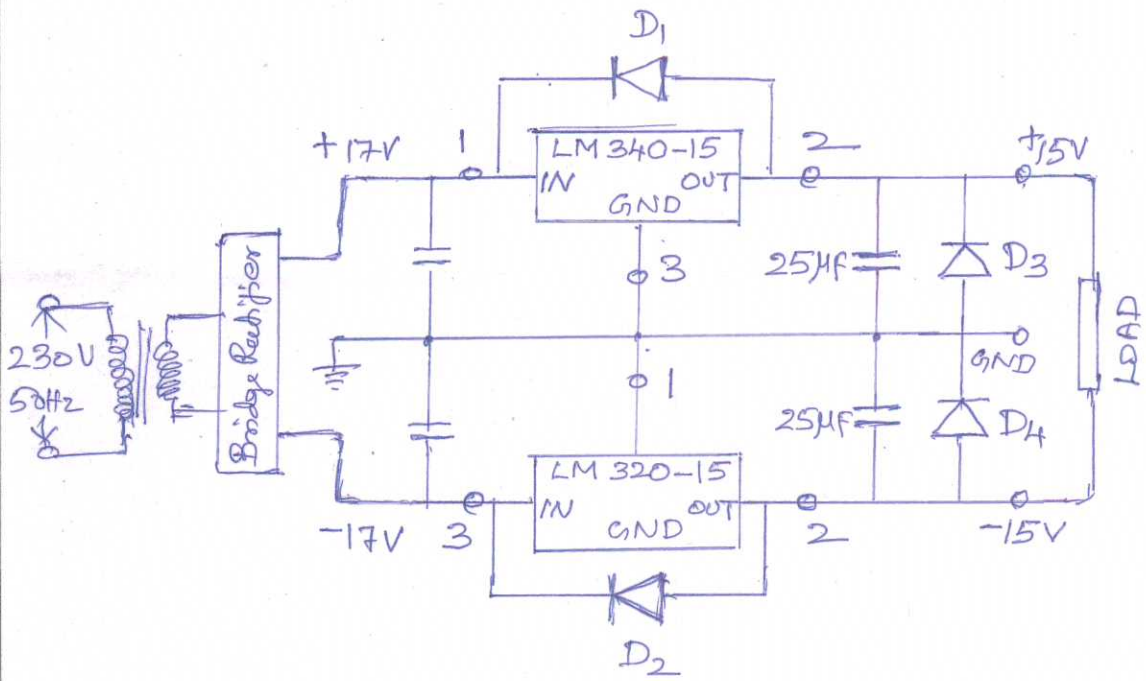 D1
+17V 1
LM 340-15
IN OUT
GND
2
+15V
3
25µf
D3
230V
50Hz
Bridge Rectifier
GND
LOAD
1
25µf
D4
LM 320-15
IN OUT
GND
-17V 3
2
-15V
D2